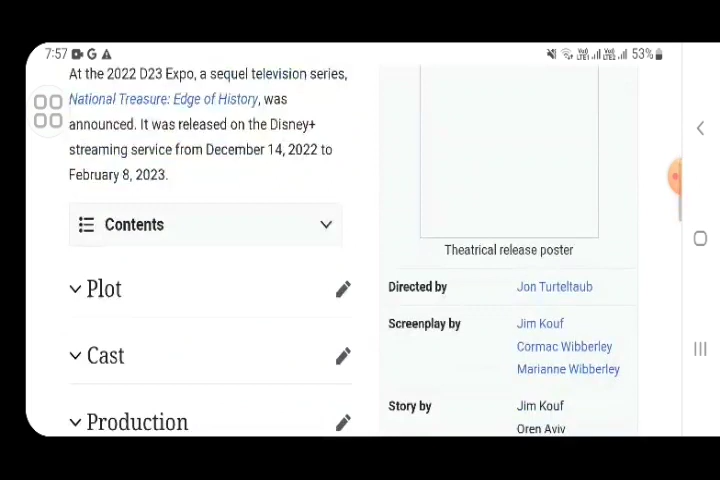 7:57 G
53%
At the 2022 D23 Expo, a sequel television series,
National Treasure: Edge of History, was
announced. It was released on the Disney+
streaming service from December 14, 2022 to
February 8, 2023.
Contents
Plot
Cast
Production
Theatrical release poster
Directed by Jon Turteltaub
Screenplay by Jim Kouf
Cormac Wibberley
Marianne Wibberley
Story by Jim Kouf
Oren Aviv